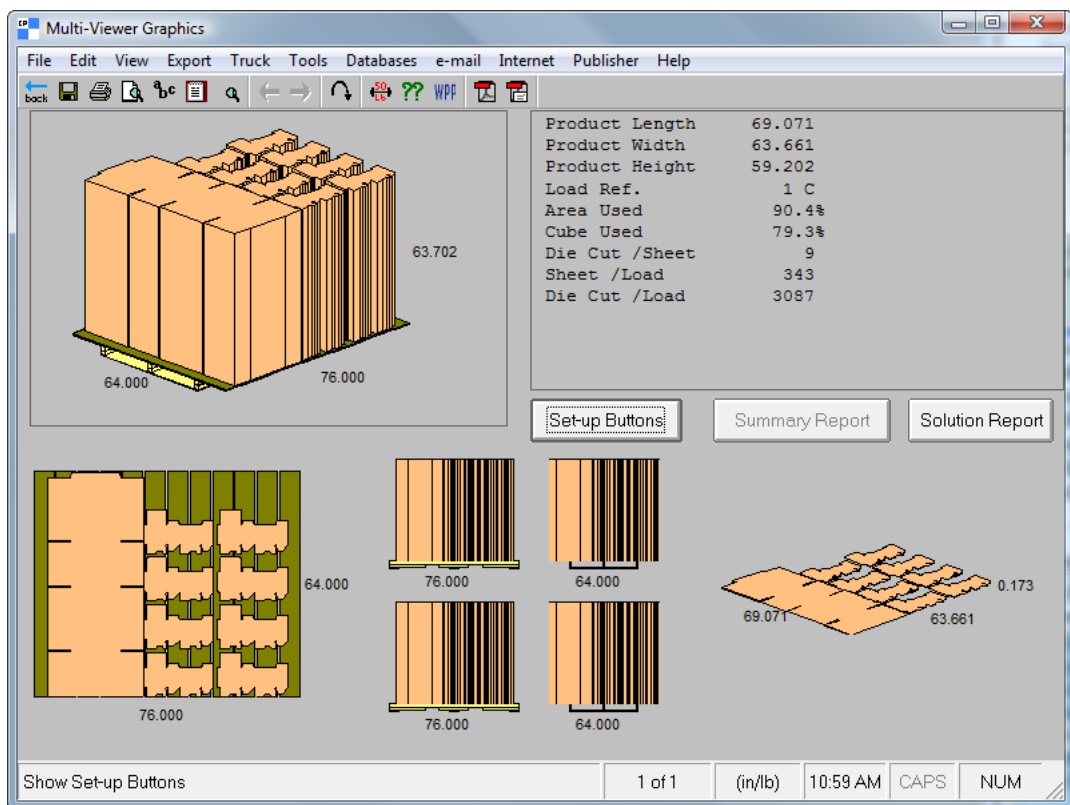 CP
Multi-Viewer Graphics
File Edit View Export Truck Tools Databases e-mail Internet Publisher Help
back
abc
50
??
WPP
Product Length 69.071
Product Width 63.661
Product Height 59.202
Load Ref. 1 C
Area Used 90.4%
Cube Used 79.3%
Die Cut /Sheet 9
Sheet /Load 343
Die Cut /Load 3087
63.702
64.000
76.000
Set-up Buttons
Summary Report
Solution Report
64.000
76.000
76.000
64.000
76.000
64.000
0.173
69.071
63.661
Show Set-up Buttons
1 of 1
(in/lb)
10:59 AM
CAPS
NUM